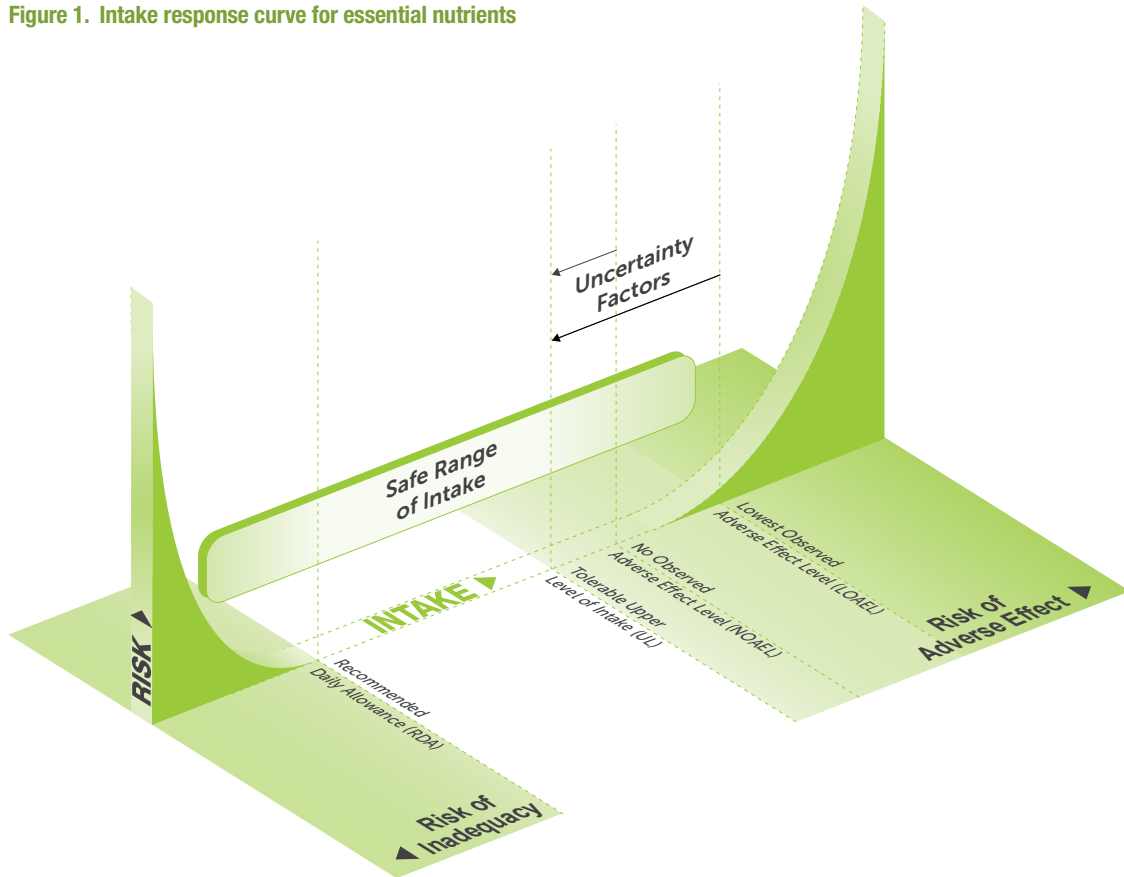 Figure 1. Intake response curve for essential nutrients
Uncertainty
Factors
Safe Range
of Intake
INTAKE
RISK
Recommended
Daily Allowance (RDA)
Tolerable Upper
Level of Intake (UL)
No Observed
Adverse Effect Level (NOAEL)
Lowest Observed
Adverse Effect Level (LOAEL)
Risk of
Adverse Effect
Risk of
Inadequacy